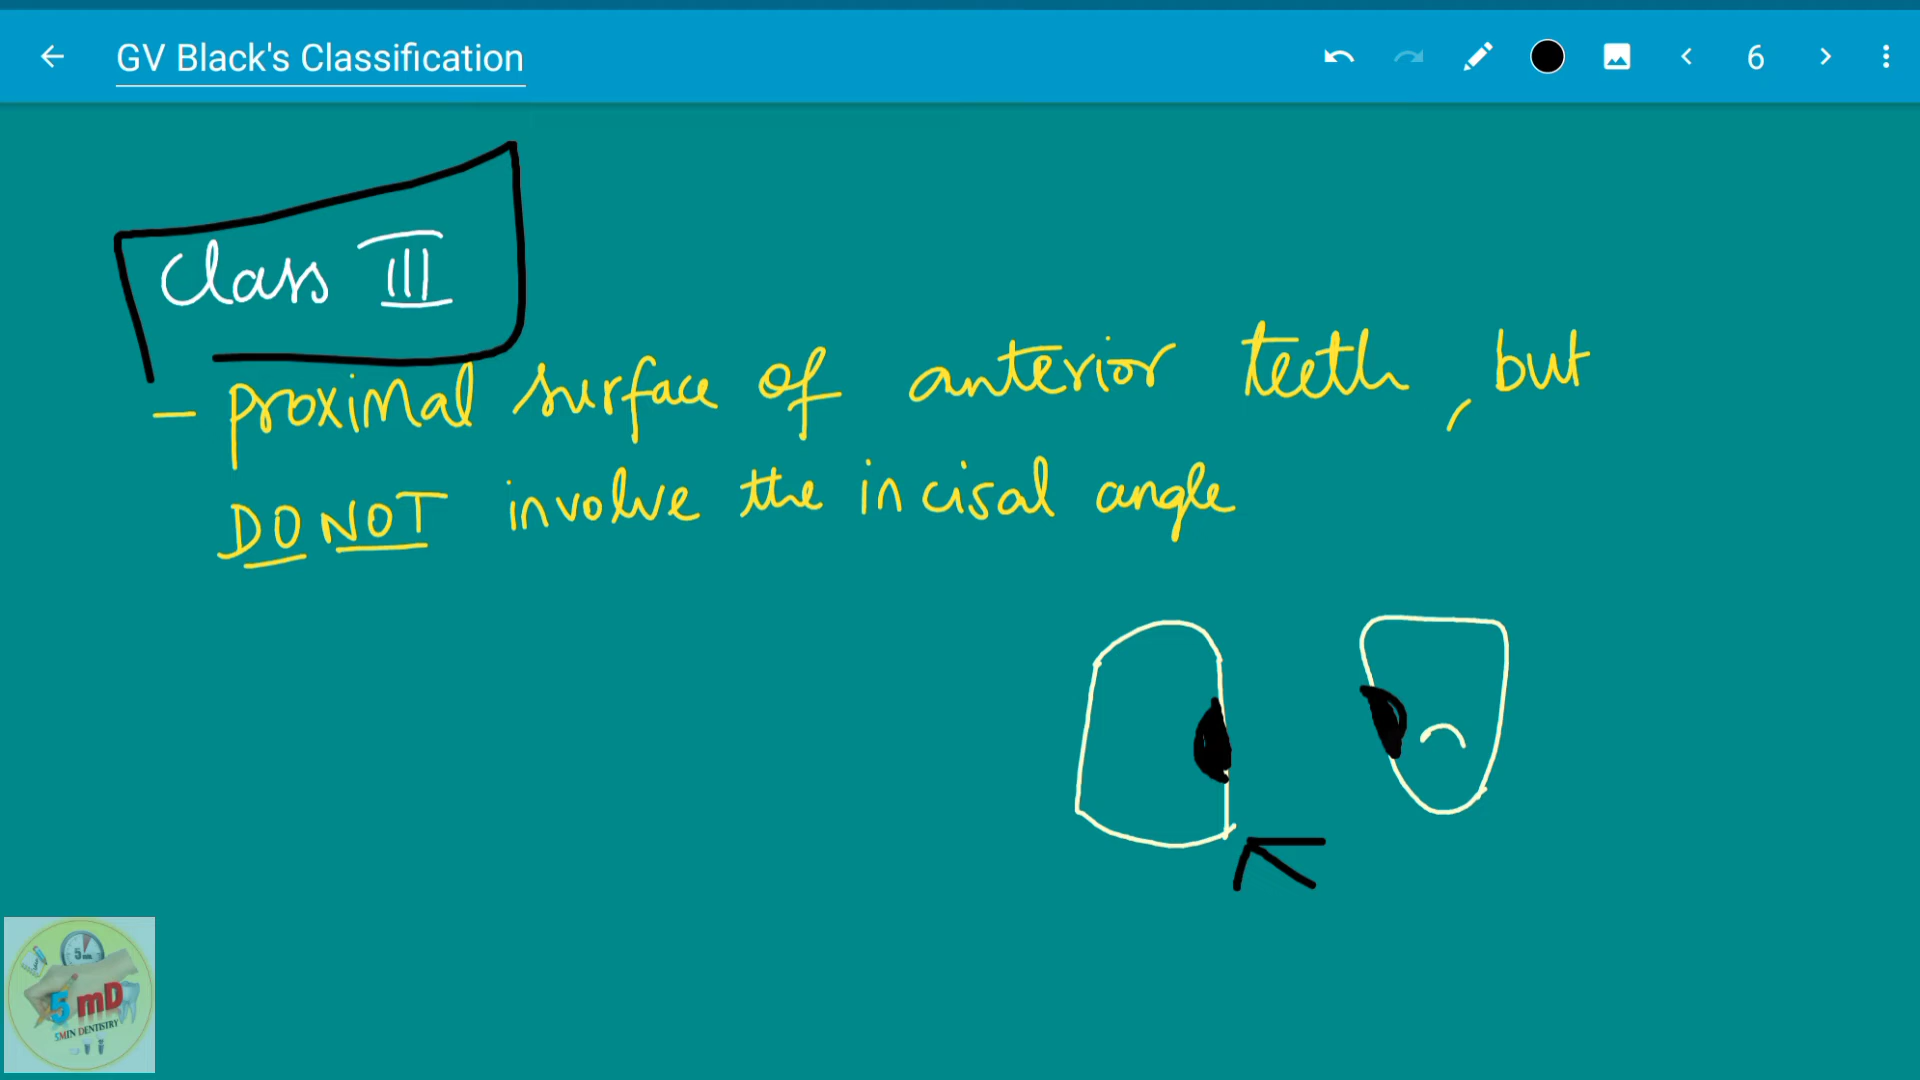 GV Black's Classification
6
Class III
- proximal surface of anterior teeth, but
DO NOT involve the incisal angle
5
5 mD
5MIN DENTISTRY